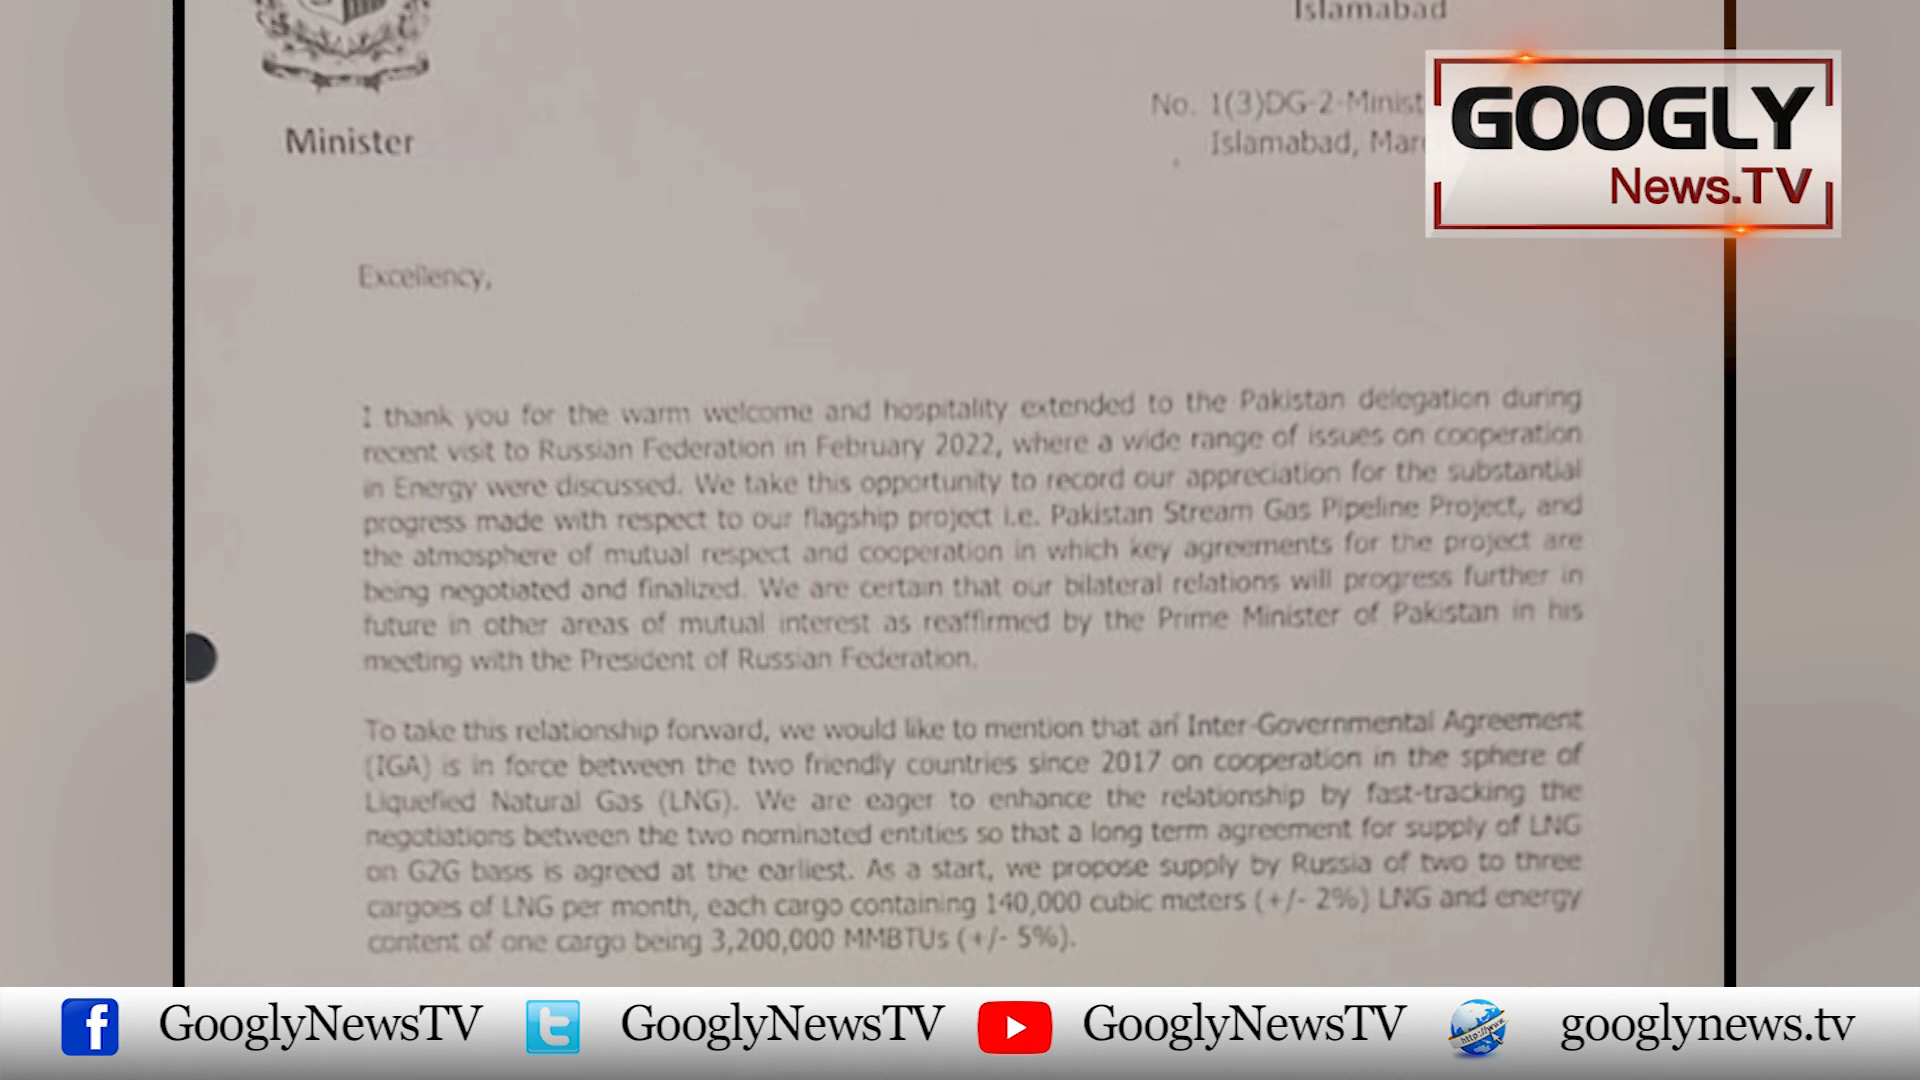 Islamabad
GOOGLY
News.TV
No. 1(3)DG-2-Minist
Islamabad, Mar
Minister
Excellency,
I thank you for the warm welcome and hospitality extended to the Pakistan delegation during
recent visit to Russian Federation in February 2022, where a wide range of issues on cooperation
in Energy were discussed. We take this opportunity to record our appreciation for the substantial
progress made with respect to our flagship project i.e. Pakistan Stream Gas Pipeline Project, and
the atmosphere of mutual respect and cooperation in which key agreements for the project are
being negotiated and finalized. We are certain that our bilateral relations will progress further in
future in other areas of mutual interest as reaffirmed by the Prime Minister of Pakistan in his
meeting with the President of Russian Federation.
To take this relationship forward, we would like to mention that an Inter-Governmental Agreement
(IGA) is in force between the two friendly countries since 2017 on cooperation in the sphere of
Liquefied Natural Gas (LNG). We are eager to enhance the relationship by fast-tracking the
negotiations between the two nominated entities so that a long term agreement for supply of LNG
on G2G basis is agreed at the earliest. As a start, we propose supply by Russia of two to three
cargoes of LNG per month, each cargo containing 140,000 cubic meters (+/- 2%) LNG and energy
content of one cargo being 3,200,000 MMBTUs (+/- 5%).
GooglyNewsTV GooglyNewsTV GooglyNewsTV http://www. googlynews.tv